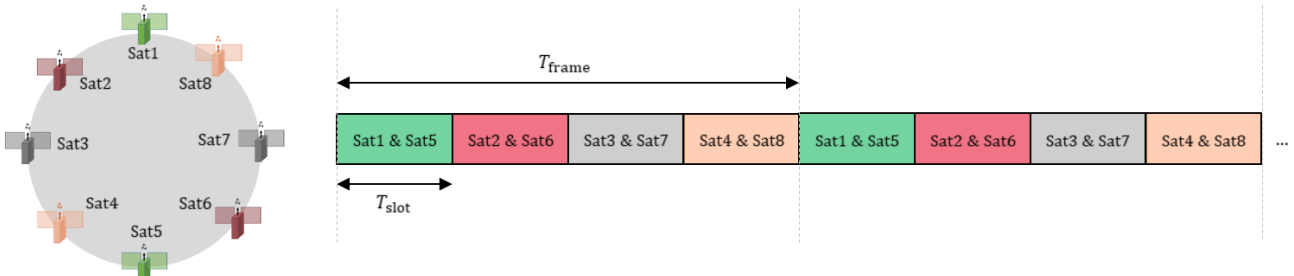 Sat1
Sat2
Sat8
Sat3
Sat7
Sat4
Sat6
Sat5
T_frame
Sat1 & Sat5 Sat2 & Sat6 Sat3 & Sat7 Sat4 & Sat8 Sat1 & Sat5 Sat2 & Sat6 Sat3 & Sat7 Sat4 & Sat8 ...
T_slot